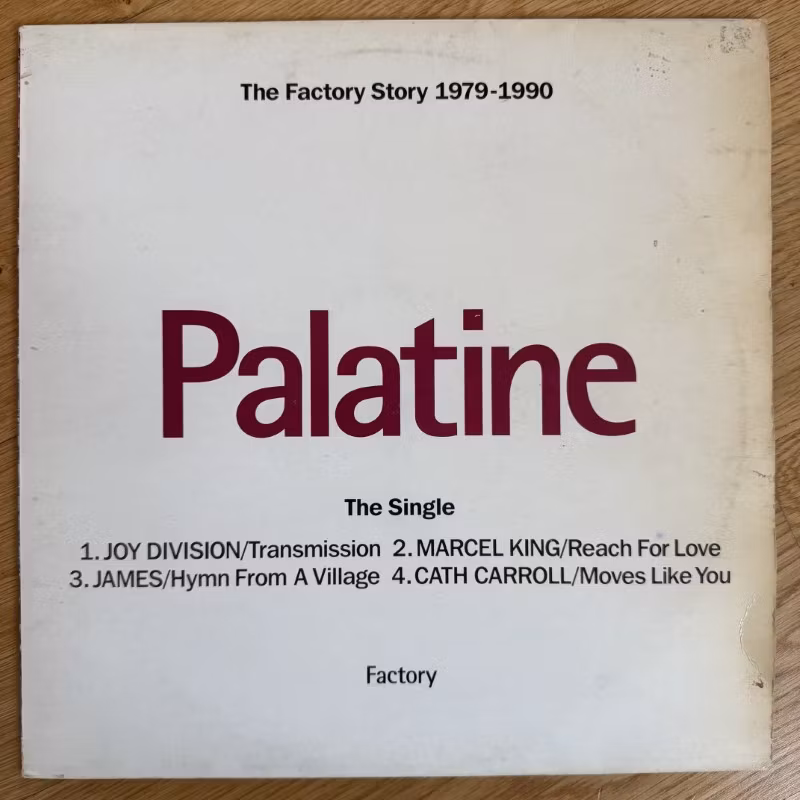 The Factory Story 1979-1990
Palatine
The Single
1. JOY DIVISION/Transmission 2. MARCEL KING/Reach For Love
3. JAMES/Hymn From A Village 4. CATH CARROLL/Moves Like You
Factory